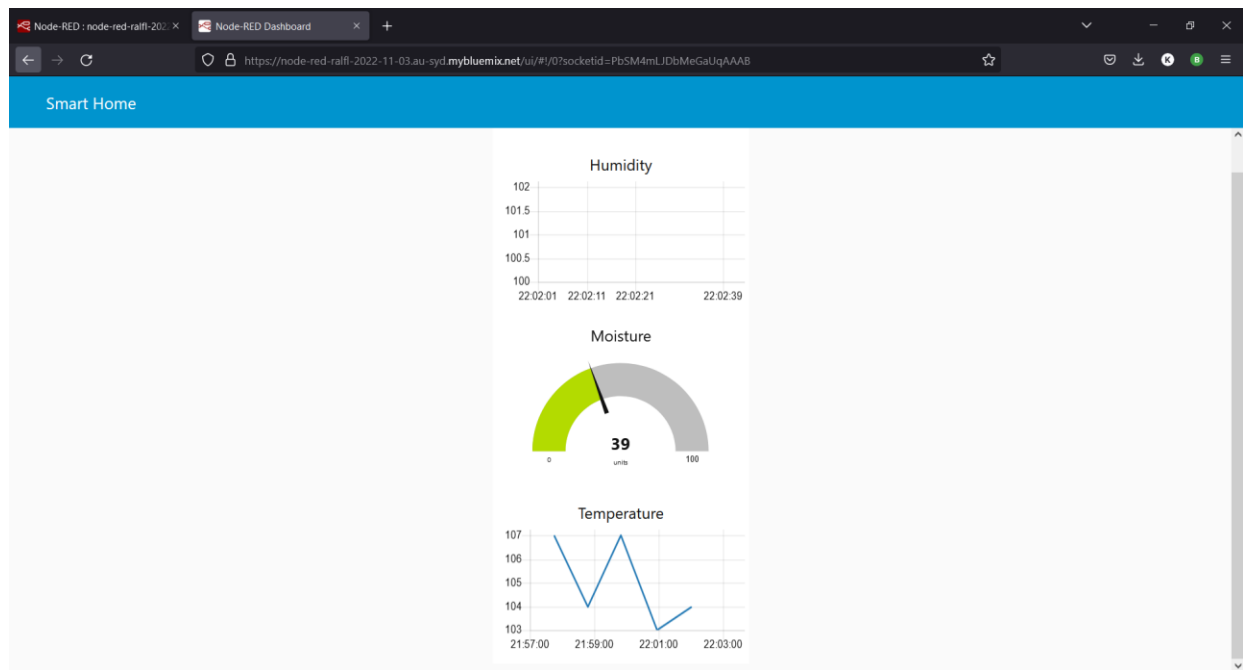 Node-RED : node-red-ralfl-202
Node-RED Dashboard
https://node-red-ralfl-2022-11-03.au-syd.mybluemix.net/ui/#!/0?socketid=PbSM4mLJDbMeGaUqAAAB
K
B
Smart Home
Humidity
102
101.5
101
100.5
100
22:02:01 22:02:11 22:02:21 22:02:39
Moisture
39
0 units 100
Temperature
107
106
105
104
103
21:57:00 21:59:00 22:01:00 22:03:00